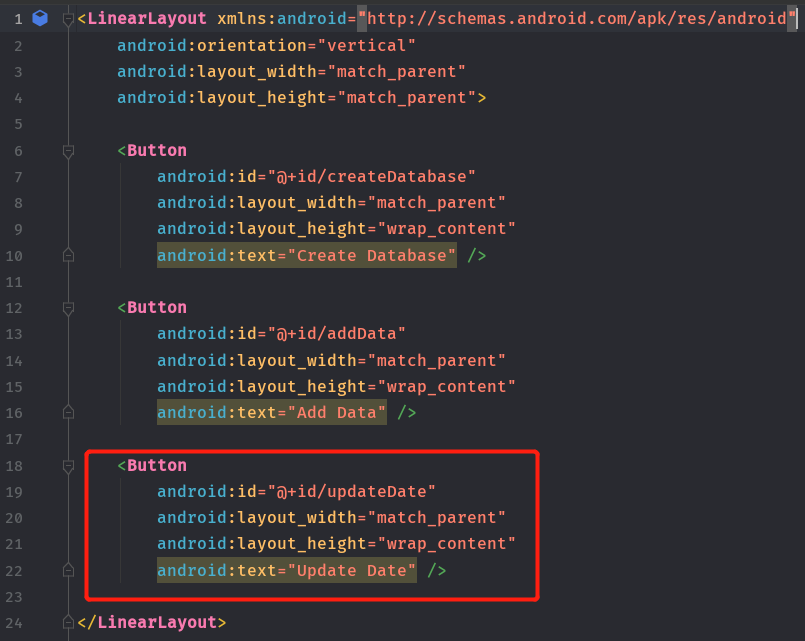 1 <LinearLayout xmlns:android="http://schemas.android.com/apk/res/android"
2     android:orientation="vertical"
3     android:layout_width="match_parent"
4     android:layout_height="match_parent">
5
6     <Button
7         android:id="@+id/createDatabase"
8         android:layout_width="match_parent"
9         android:layout_height="wrap_content"
10         android:text="Create Database" />
11
12     <Button
13         android:id="@+id/addData"
14         android:layout_width="match_parent"
15         android:layout_height="wrap_content"
16         android:text="Add Data" />
17
18     <Button
19         android:id="@+id/updateDate"
20         android:layout_width="match_parent"
21         android:layout_height="wrap_content"
22         android:text="Update Date" />
23
24 </LinearLayout>